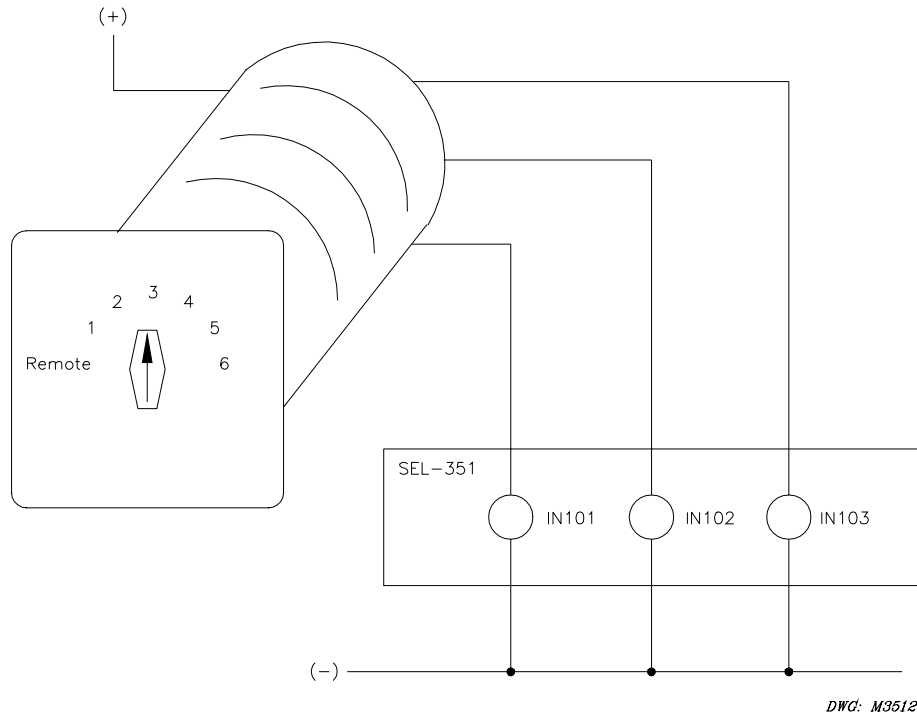 (+)
3
2 4
1 5
Remote 6
SEL-351
IN101 IN102 IN103
(-)
DWG: M3512